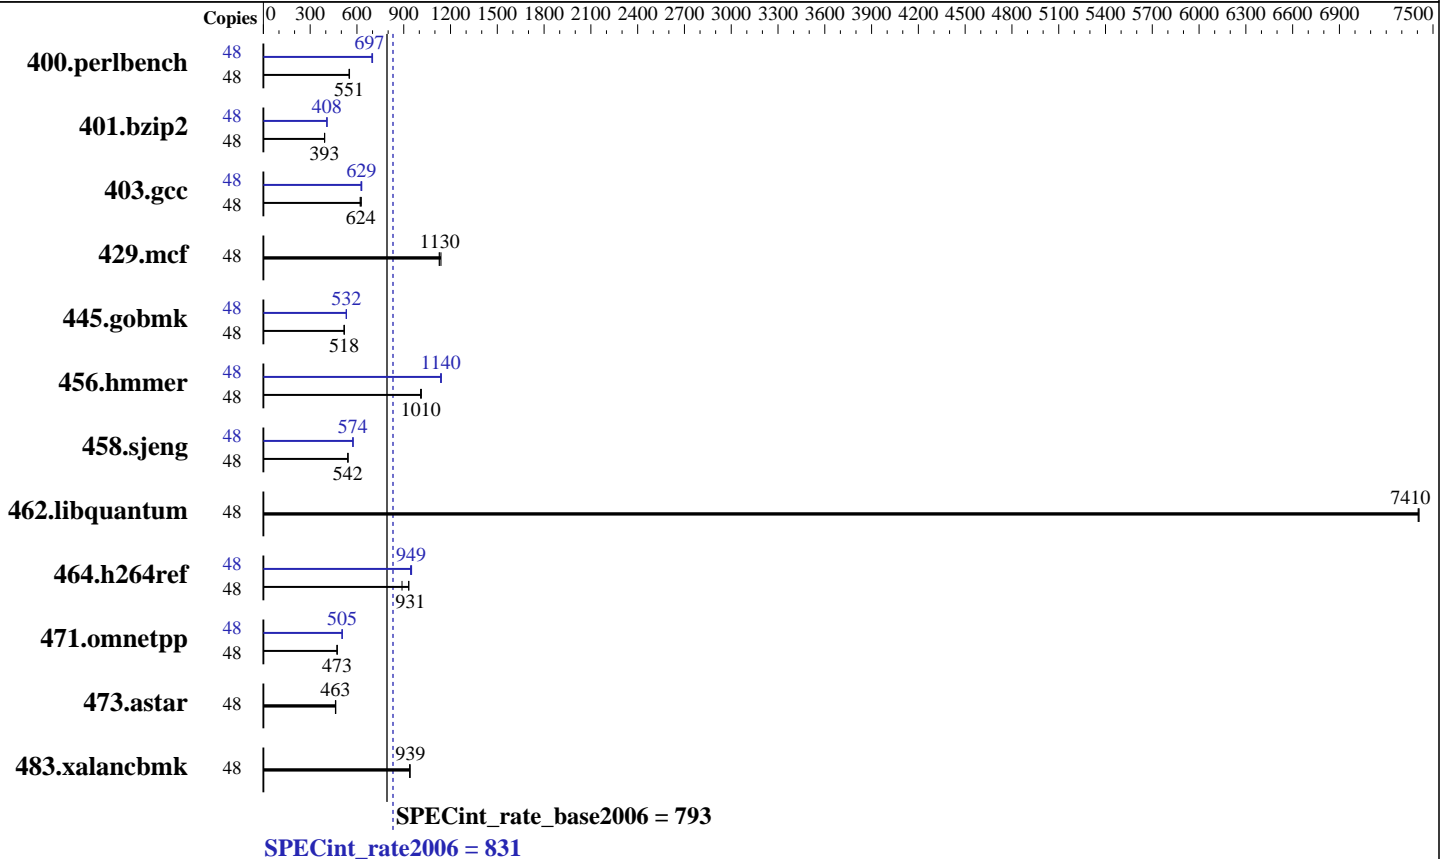 Copies 0 300 600 900 1200 1500 1800 2100 2400 2700 3000 3300 3600 3900 4200 4500 4800 5100 5400 5700 6000 6300 6600 6900 7500
400.perlbench 48 697
48 551
401.bzip2 48 408
48 393
403.gcc 48 629
48 624
429.mcf 48 1130
445.gobmk 48 532
48 518
456.hmmer 48 1140
48 1010
458.sjeng 48 574
48 542
462.libquantum 48 7410
464.h264ref 48 949
48 931
471.omnetpp 48 505
48 473
473.astar 48 463
483.xalancbmk 48 939
SPECint_rate_base2006 = 793
SPECint_rate2006 = 831